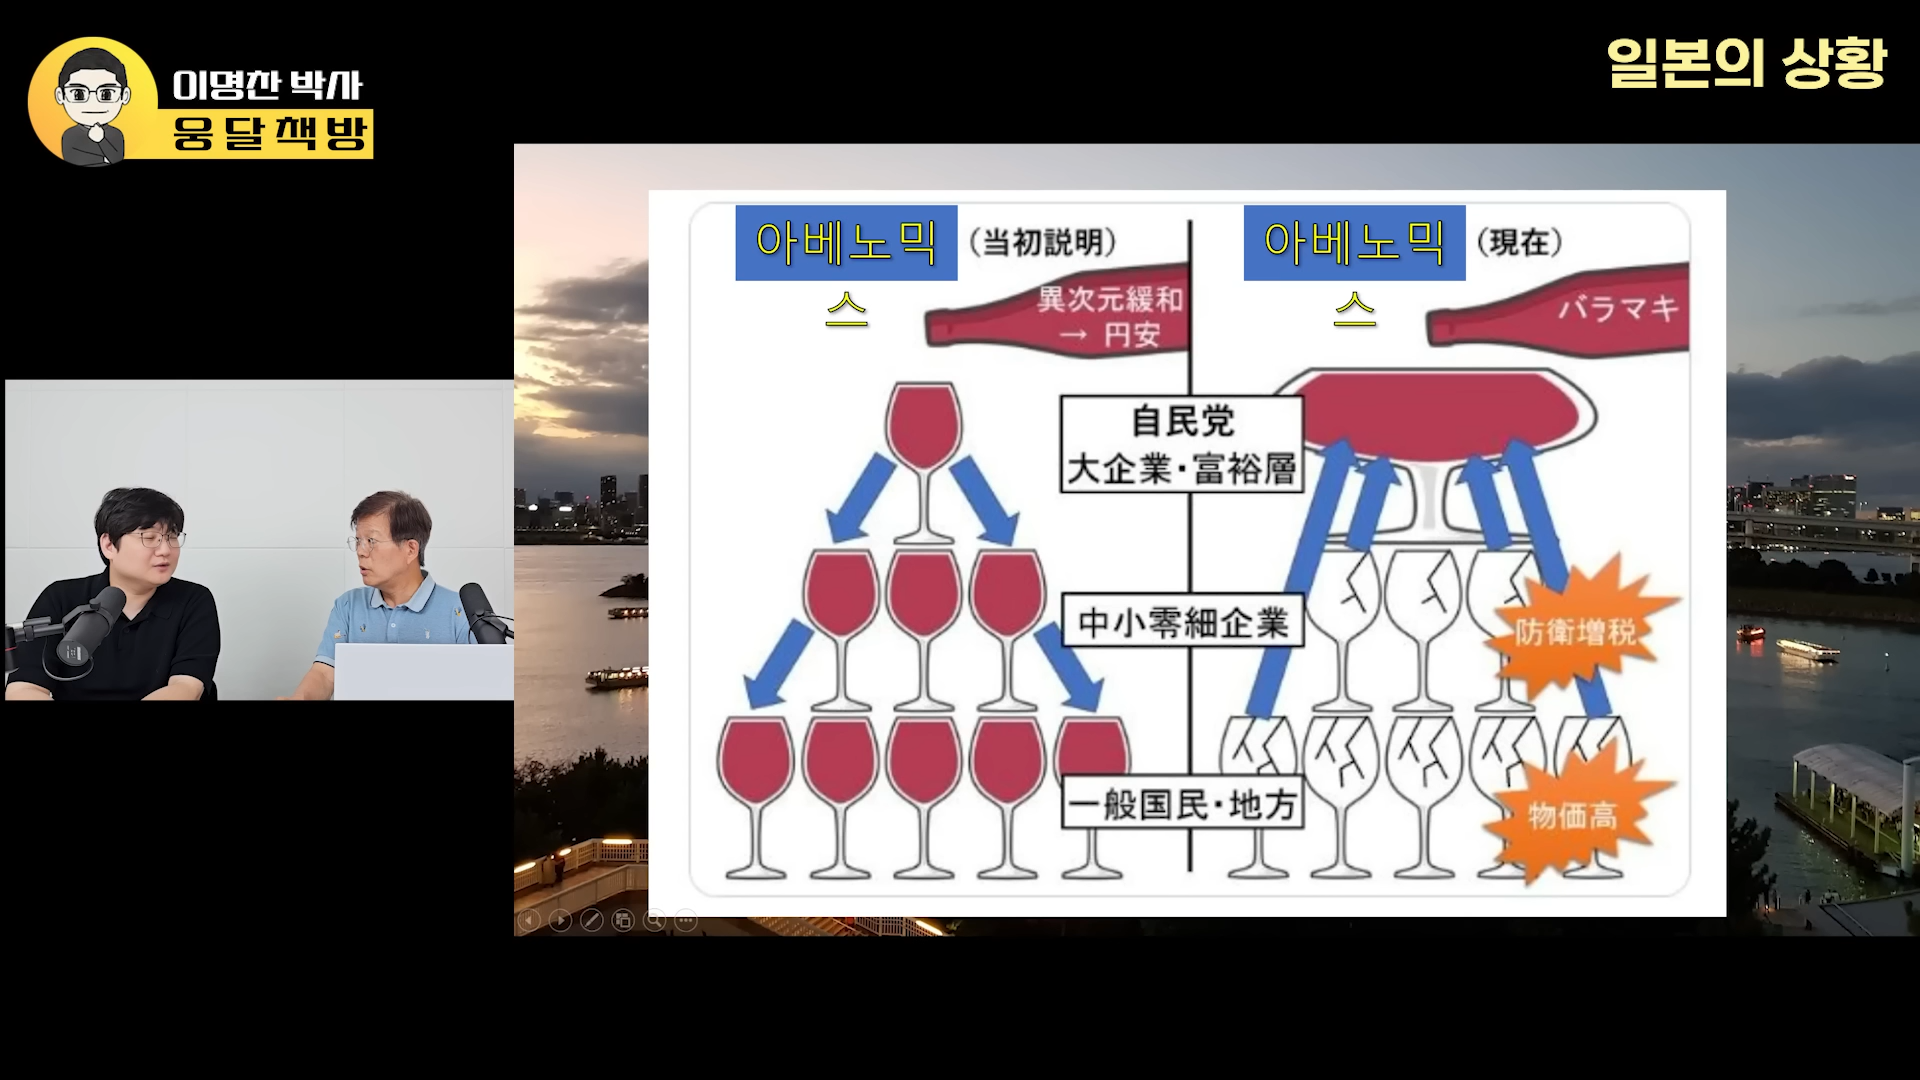 이명찬 박사
웅달책방
일본의 상황
아베노믹
스
(当初説明)
異次元緩和
→ 円安
아베노믹
스
(現在)
バラマキ
自民党
大企業・富裕層
中小零細企業
防衛増税
一般国民・地方
物価高